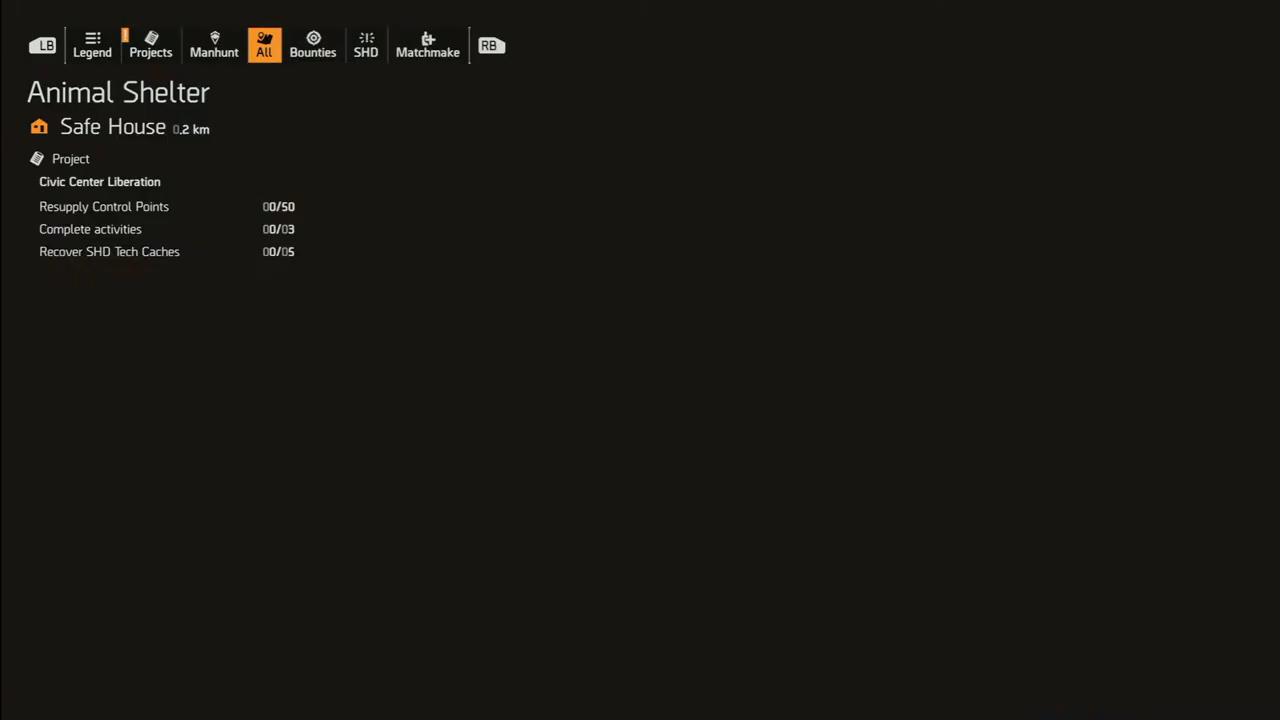 LB Legend Projects Manhunt All Bounties SHD Matchmake RB
Animal Shelter
Safe House 0.2 km
Project
Civic Center Liberation
Resupply Control Points 00/50
Complete activities 00/03
Recover SHD Tech Caches 00/05